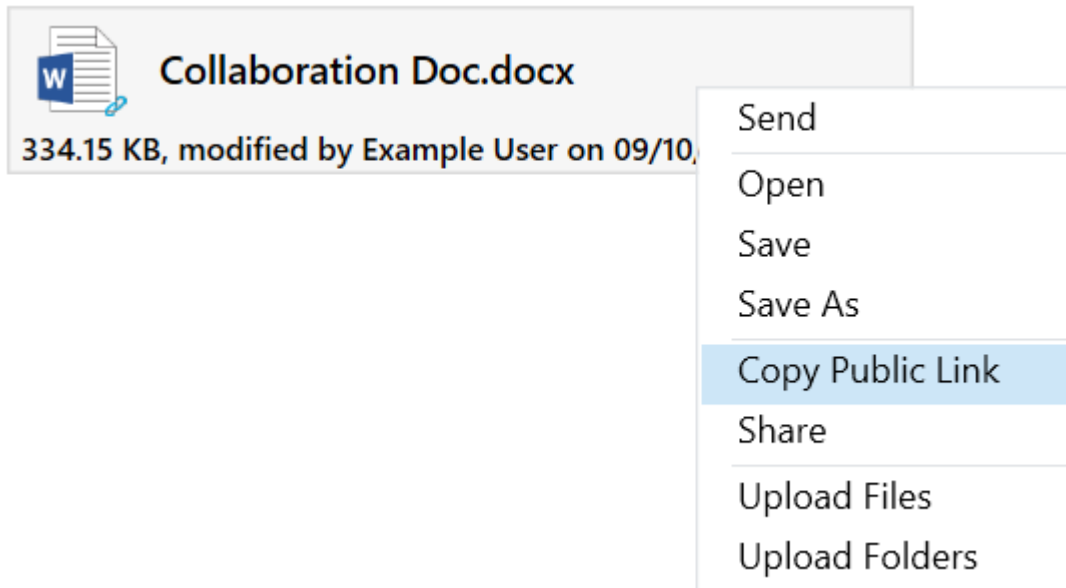 W
Collaboration Doc.docx
334.15 KB, modified by Example User on 09/10
Send
Open
Save
Save As
Copy Public Link
Share
Upload Files
Upload Folders